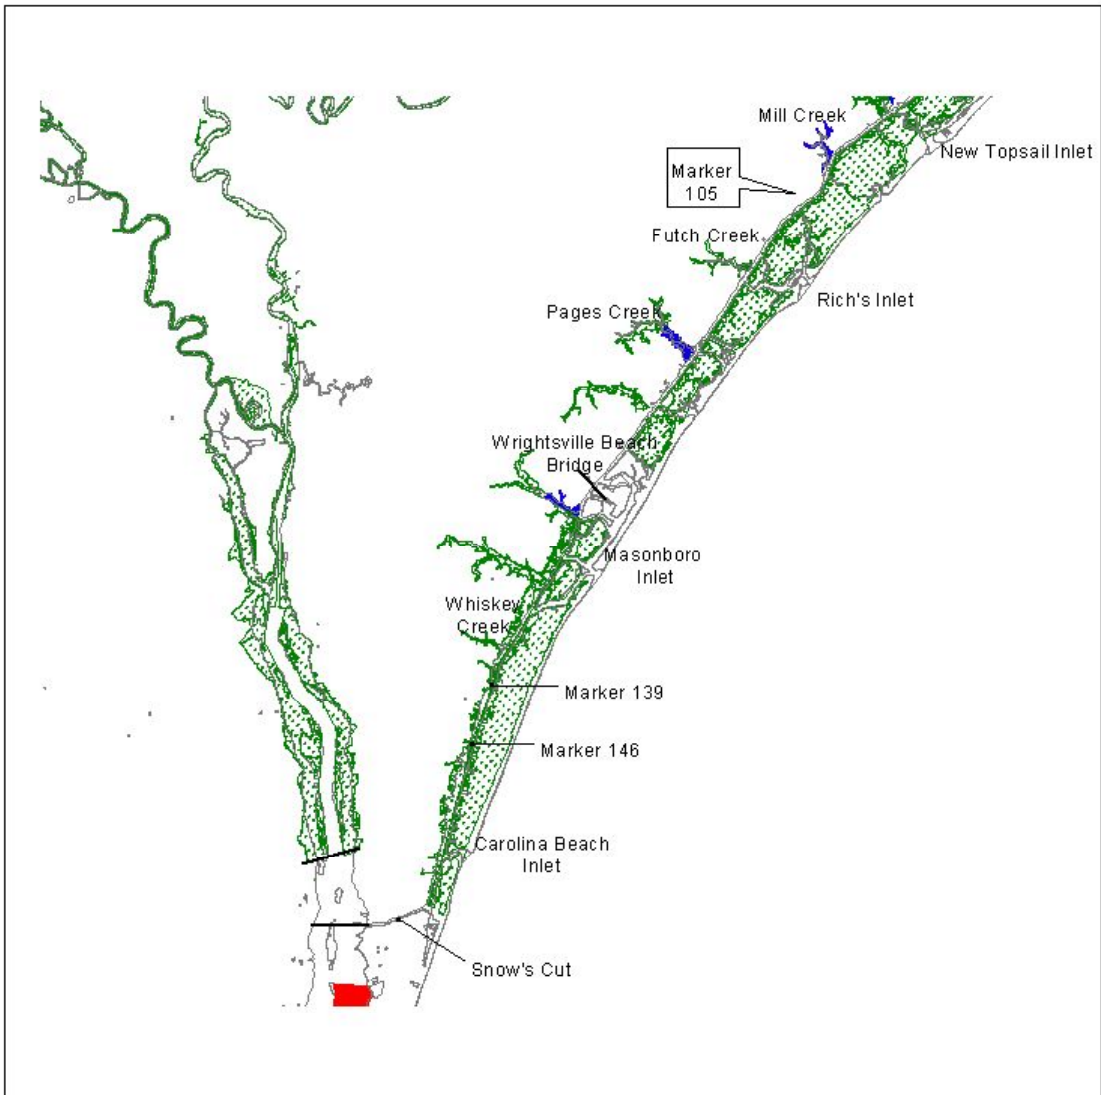 Mill Creek
New Topsail Inlet
Marker
105
Futch Creek
Rich's Inlet
Pages Creek
Wrightsville Beach
Bridge
Masonboro
Inlet
Whiskey
Creek
Marker 139
Marker 146
Carolina Beach
Inlet
Snow's Cut